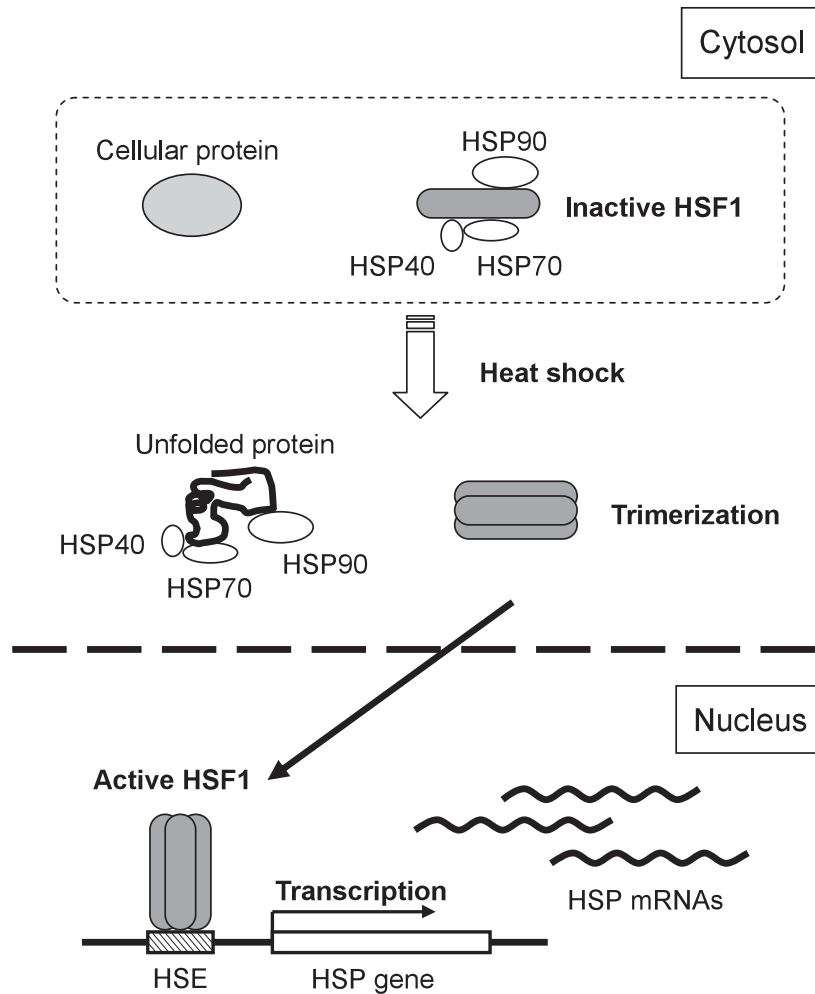 Cytosol
Cellular protein
HSP90
Inactive HSF1
HSP40
HSP70
Heat shock
Unfolded protein
Trimerization
HSP40
HSP90
HSP70
Nucleus
Active HSF1
Transcription
HSP mRNAs
HSE
HSP gene